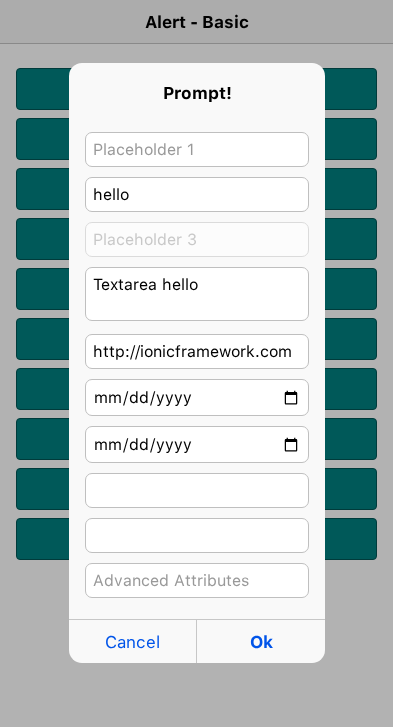 Alert - Basic
Prompt!
Placeholder 1
hello
Placeholder 3
Textarea hello
http://ionicframework.com
mm/dd/yyyy
mm/dd/yyyy
Advanced Attributes
Cancel
Ok